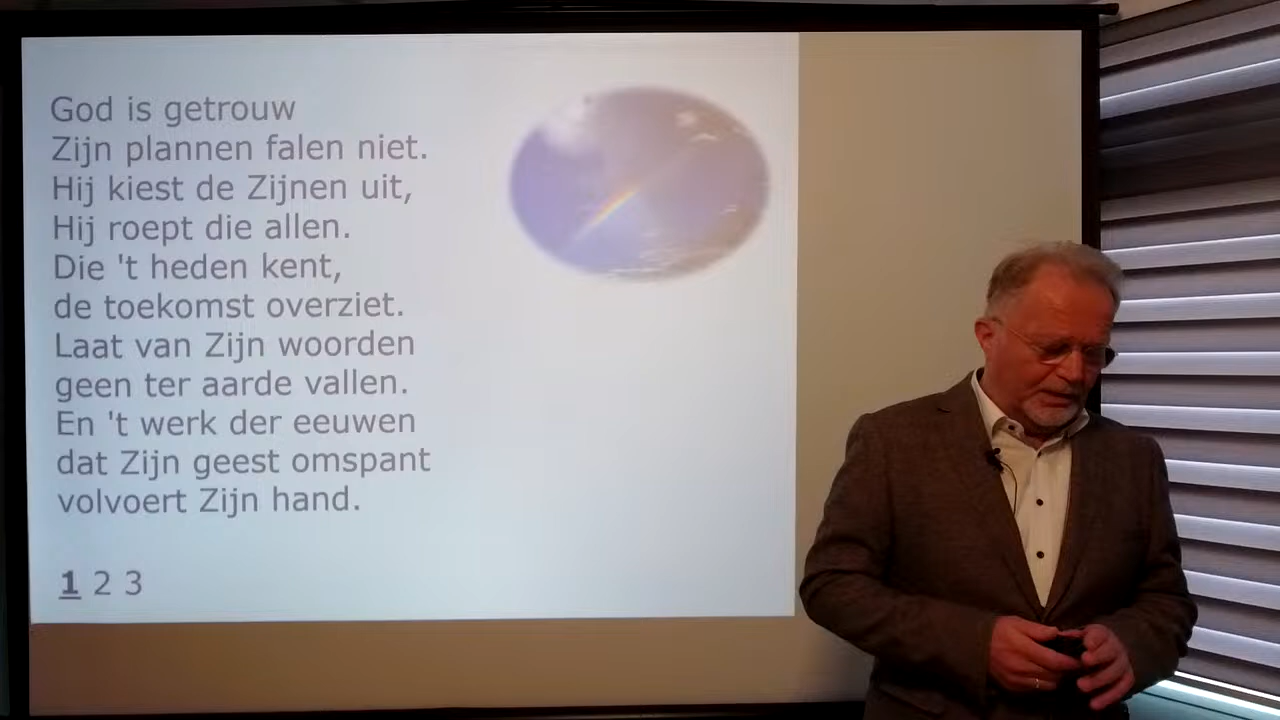 God is getrouw
Zijn plannen falen niet.
Hij kiest de Zijnen uit,
Hij roept die allen.
Die 't heden kent,
de toekomst overziet.
Laat van Zijn woorden
geen ter aarde vallen.
En 't werk der eeuwen
dat Zijn geest omspant
volvoert Zijn hand.
1 2 3